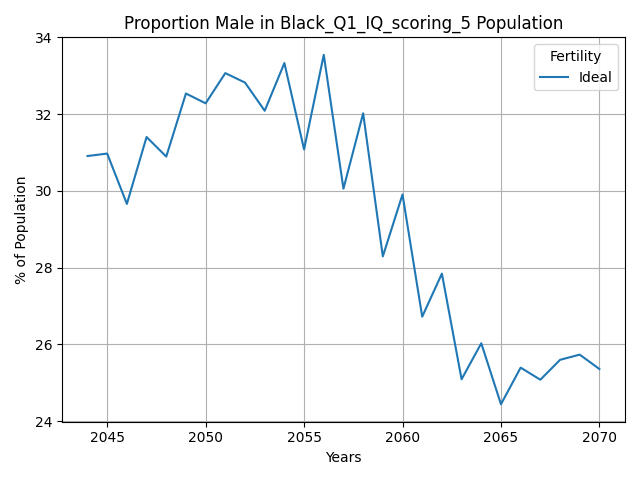 Proportion Male in Black_Q1_IQ_scoring_5 Population
34
32
30
28
26
24
% of Population
Fertility
Ideal
2045 2050 2055 2060 2065 2070
Years